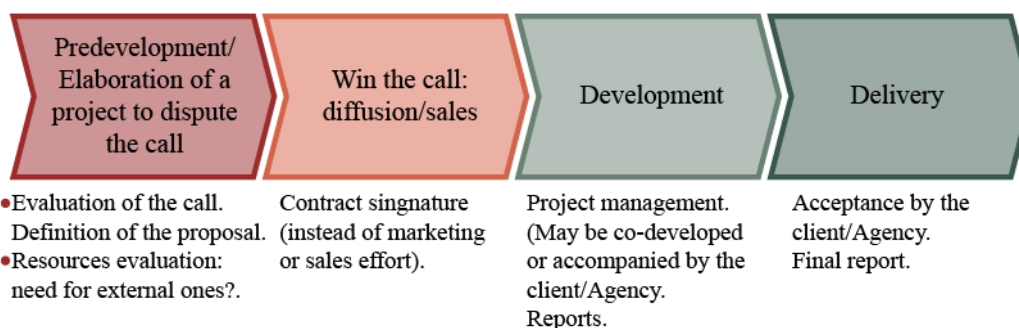 Predevelopment/
Elaboration of a
project to dispute
the call
Win the call:
diffusion/sales
Development
Delivery
•Evaluation of the call.
Definition of the proposal.
•Resources evaluation:
need for external ones?.
Contract singnature
(instead of marketing
or sales effort).
Project management.
(May be co-developed
or accompanied by the
client/Agency.
Reports.
Acceptance by the
client/Agency.
Final report.